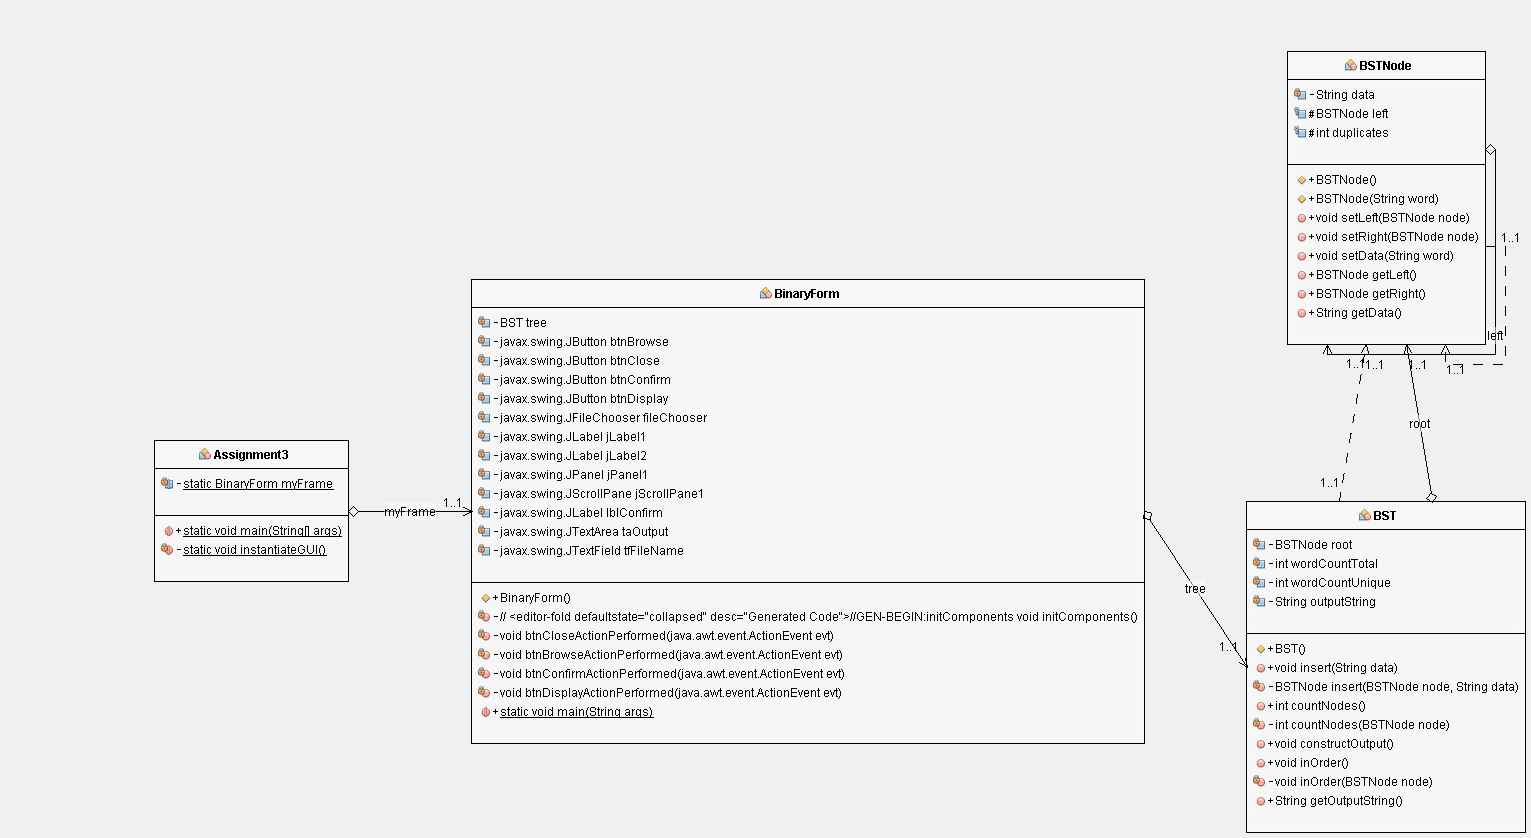 BSTNode
-String data
#BSTNode left
#int duplicates
+BSTNode()
+BSTNode(String word)
+void setLeft(BSTNode node)
+void setRight(BSTNode node)
+void setData(String word)
+BSTNode getLeft()
+BSTNode getRight()
+String getData()
1..1
left
1..1
1..1
1..1
1..1
root
1..1
BinaryForm
-BST tree
-javax.swing.JButton btnBrowse
-javax.swing.JButton btnClose
-javax.swing.JButton btnConfirm
-javax.swing.JButton btnDisplay
-javax.swing.JFileChooser fileChooser
-javax.swing.JLabel jLabel1
-javax.swing.JLabel jLabel2
-javax.swing.JPanel jPanel1
-javax.swing.JScrollPane jScrollPane1
-javax.swing.JLabel lblConfirm
-javax.swing.JTextArea taOutput
-javax.swing.JTextField tfFileName
+BinaryForm()
-// <editor-fold defaultstate="collapsed" desc="Generated Code">//GEN-BEGIN:initComponents void initComponents()
-void btnCloseActionPerformed(java.awt.event.ActionEvent evt)
-void btnBrowseActionPerformed(java.awt.event.ActionEvent evt)
-void btnConfirmActionPerformed(java.awt.event.ActionEvent evt)
-void btnDisplayActionPerformed(java.awt.event.ActionEvent evt)
+static void main(String args)
Assignment3
-static BinaryForm myFrame
+static void main(String[] args)
-static void instantiateGUI()
myFrame
1..1
tree
1..1
BST
-BSTNode root
-int wordCountTotal
-int wordCountUnique
-String outputString
+BST()
+void insert(String data)
-BSTNode insert(BSTNode node, String data)
+int countNodes()
-int countNodes(BSTNode node)
+void constructOutput()
+void inOrder()
-void inOrder(BSTNode node)
+String getOutputString()